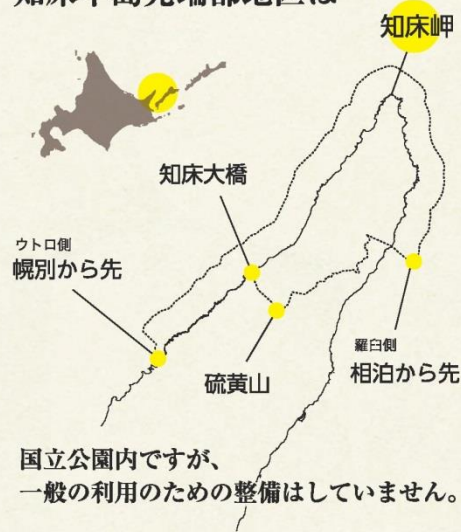 知床岬
知床大橋
ウトロ側
幌別から先
硫黄山
羅臼側
相泊から先
国立公園内ですが、
一般の利用のための整備はしていません。